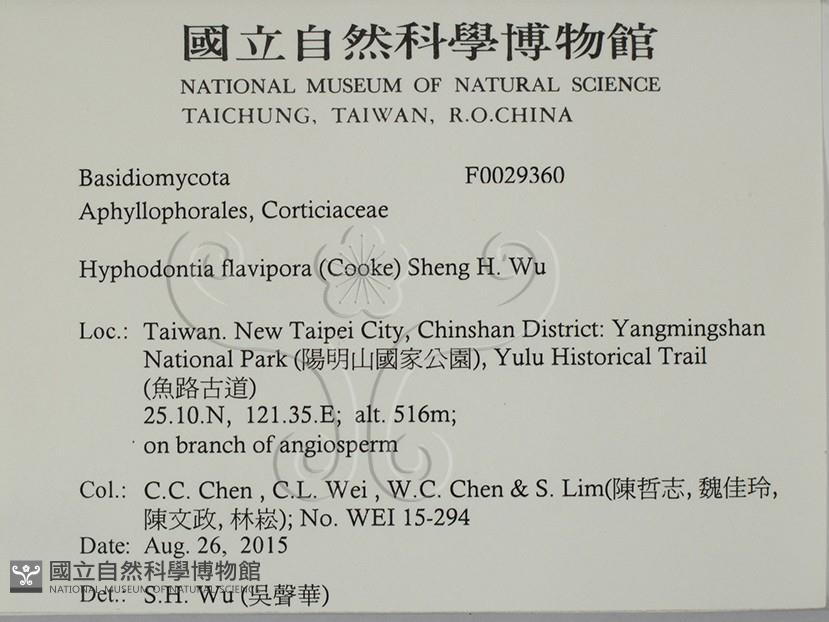 國立自然科學博物館
NATIONAL MUSEUM OF NATURAL SCIENCE
TAICHUNG, TAIWAN, R.O.CHINA
Basidiomycota F0029360
Aphyllophorales, Corticiaceae
Hyphodontia flavipora (Cooke) Sheng H. Wu
Loc.: Taiwan. New Taipei City, Chinshan District: Yangmingshan
National Park (陽明山國家公園), Yulu Historical Trail
(魚路古道)
25.10.N, 121.35.E; alt. 516m;
on branch of angiosperm
Col.: C.C. Chen , C.L. Wei , W.C. Chen & S. Lim(陳哲志, 魏佳玲,
陳文政, 林崧); No. WEI 15-294
Date: Aug. 26, 2015
國立自然科學博物館
NATIONAL MUSEUM OF NATURAL SCIENCE
Det.: S.H. Wu (吳聲華)